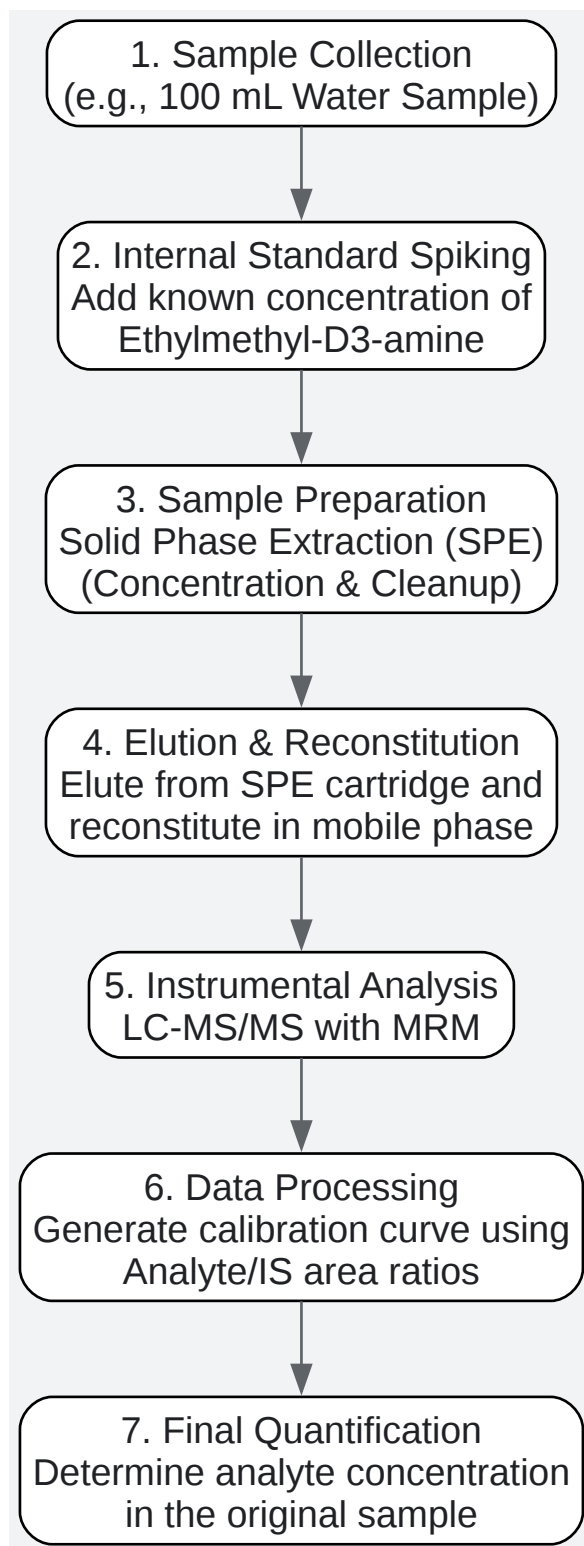 1. Sample Collection
(e.g., 100 mL Water Sample)
2. Internal Standard Spiking
Add known concentration of
Ethylmethyl-D3-amine
3. Sample Preparation
Solid Phase Extraction (SPE)
(Concentration & Cleanup)
4. Elution & Reconstitution
Elute from SPE cartridge and
reconstitute in mobile phase
5. Instrumental Analysis
LC-MS/MS with MRM
6. Data Processing
Generate calibration curve using
Analyte/IS area ratios
7. Final Quantification
Determine analyte concentration
in the original sample